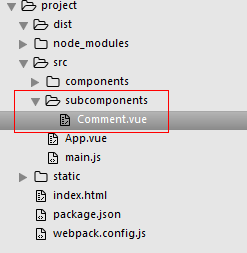 project
dist
node_modules
src
components
subcomponents
Comment.vue
App.vue
main.js
static
index.html
package.json
webpack.config.js